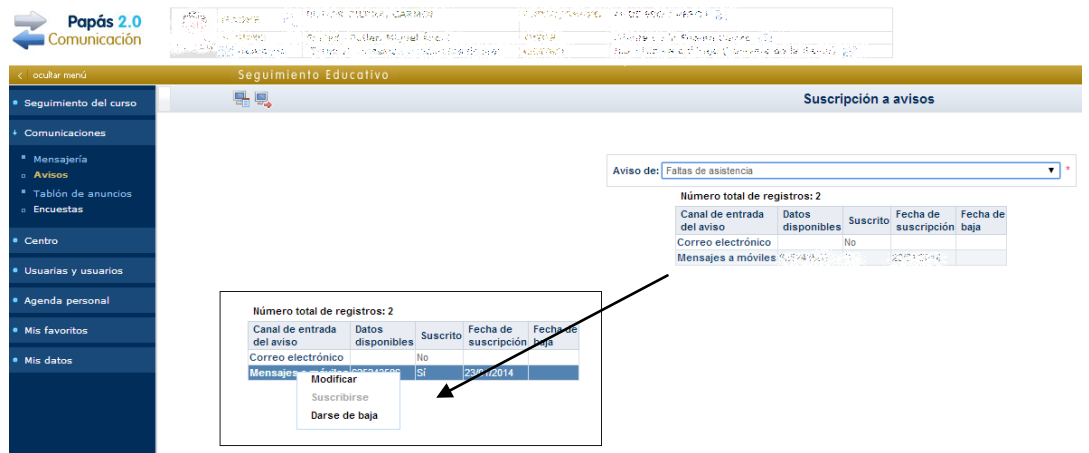 Papás 2.0
Comunicación
ocultar menú
Seguimiento Educativo
Seguimiento del curso
Comunicaciones
Mensajería
Avisos
Tablón de anuncios
Encuestas
Centro
Usuarias y usuarios
Agenda personal
Mis favoritos
Mis datos
Suscripción a avisos
Aviso de: Faltas de asistencia *
Número total de registros: 2
Canal de entrada del aviso Datos disponibles Suscrito Fecha de suscripción Fecha de baja
Correo electrónico No
Mensajes a móviles
Número total de registros: 2
Canal de entrada del aviso Datos disponibles Suscrito Fecha de suscripción Fecha de baja
Correo electrónico No
Mensajes a móviles Sí 23/01/2014
Modificar
Suscribirse
Darse de baja